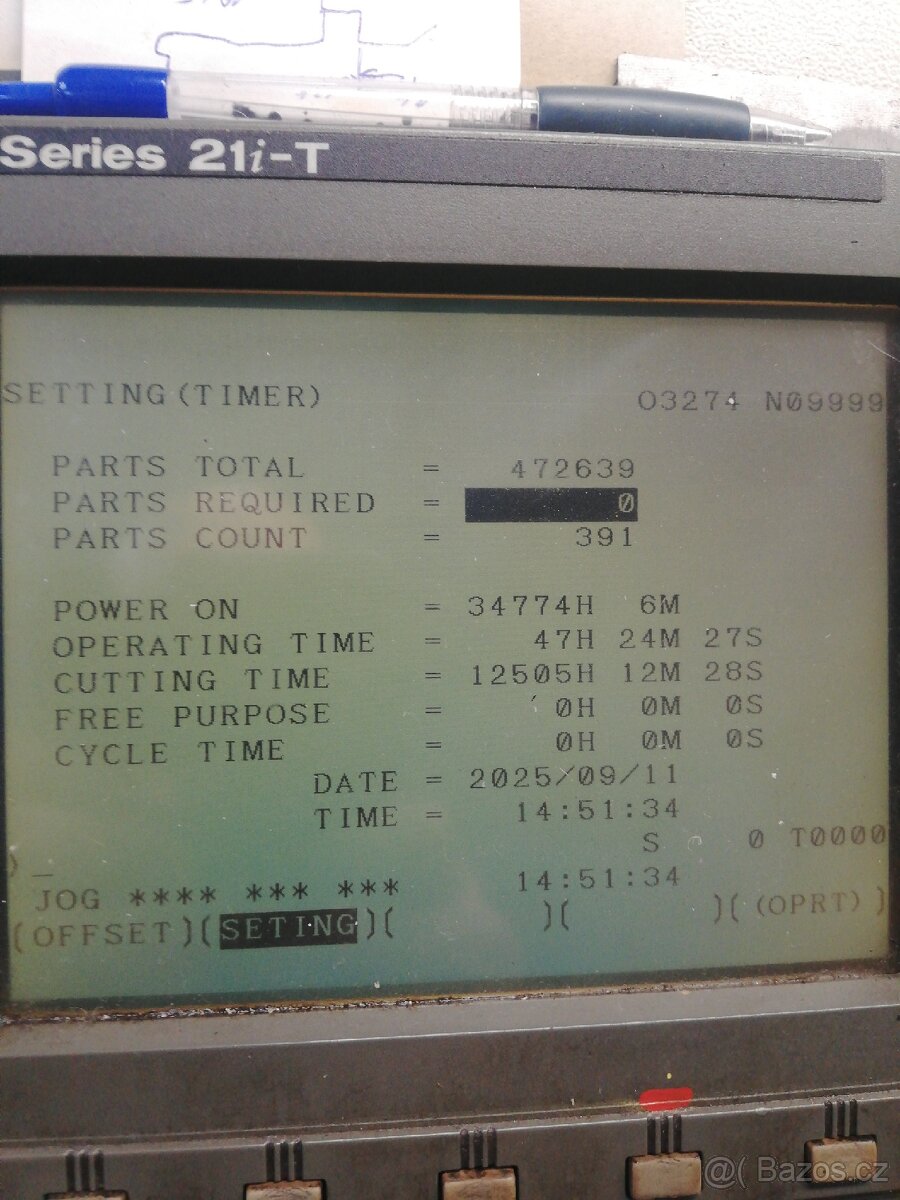 Series 21i-T
SETTING(TIMER) O3274 N09999
PARTS TOTAL = 472639
PARTS REQUIRED = 0
PARTS COUNT = 391
POWER ON = 34774H 6M
OPERATING TIME = 47H 24M 27S
CUTTING TIME = 12505H 12M 28S
FREE PURPOSE = 0H 0M 0S
CYCLE TIME = 0H 0M 0S
DATE = 2025/09/11
TIME = 14:51:34
S 0 T0000
) _
JOG **** *** *** 14:51:34
(OFFSET)(SETING)( )( )( (OPRT) )
@( Bazos.cz